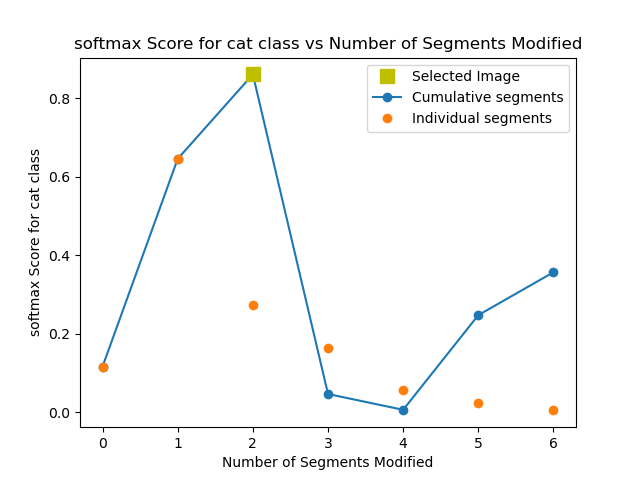 softmax Score for cat class vs Number of Segments Modified
Selected Image
Cumulative segments
Individual segments
softmax Score for cat class
0.8
0.6
0.4
0.2
0.0
0 1 2 3 4 5 6
Number of Segments Modified